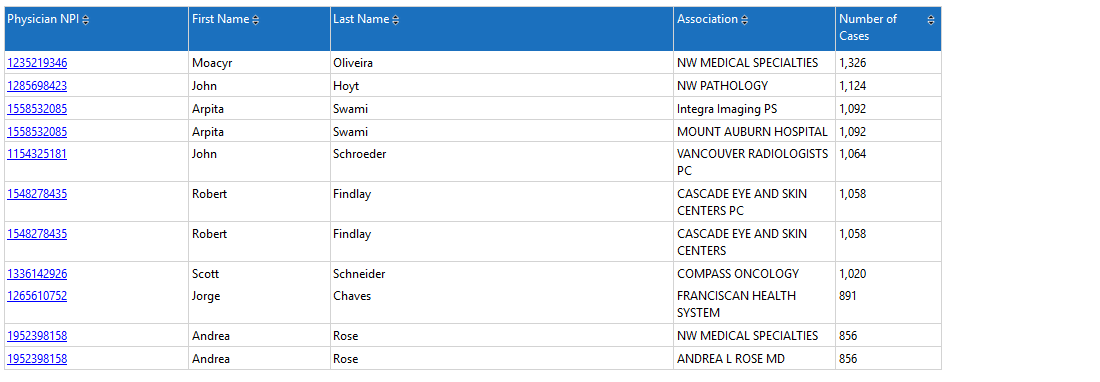 Physician NPI First Name Last Name Association Number of
Cases
1235219346 Moacyr Oliveira NW MEDICAL SPECIALTIES 1,326
1285698423 John Hoyt NW PATHOLOGY 1,124
1558532085 Arpita Swami Integra Imaging PS 1,092
1558532085 Arpita Swami MOUNT AUBURN HOSPITAL 1,092
1154325181 John Schroeder VANCOUVER RADIOLOGISTS 1,064
PC
1548278435 Robert Findlay CASCADE EYE AND SKIN 1,058
CENTERS PC
1548278435 Robert Findlay CASCADE EYE AND SKIN 1,058
CENTERS
1336142926 Scott Schneider COMPASS ONCOLOGY 1,020
1265610752 Jorge Chaves FRANCISCAN HEALTH 891
SYSTEM
1952398158 Andrea Rose NW MEDICAL SPECIALTIES 856
1952398158 Andrea Rose ANDREA L ROSE MD 856